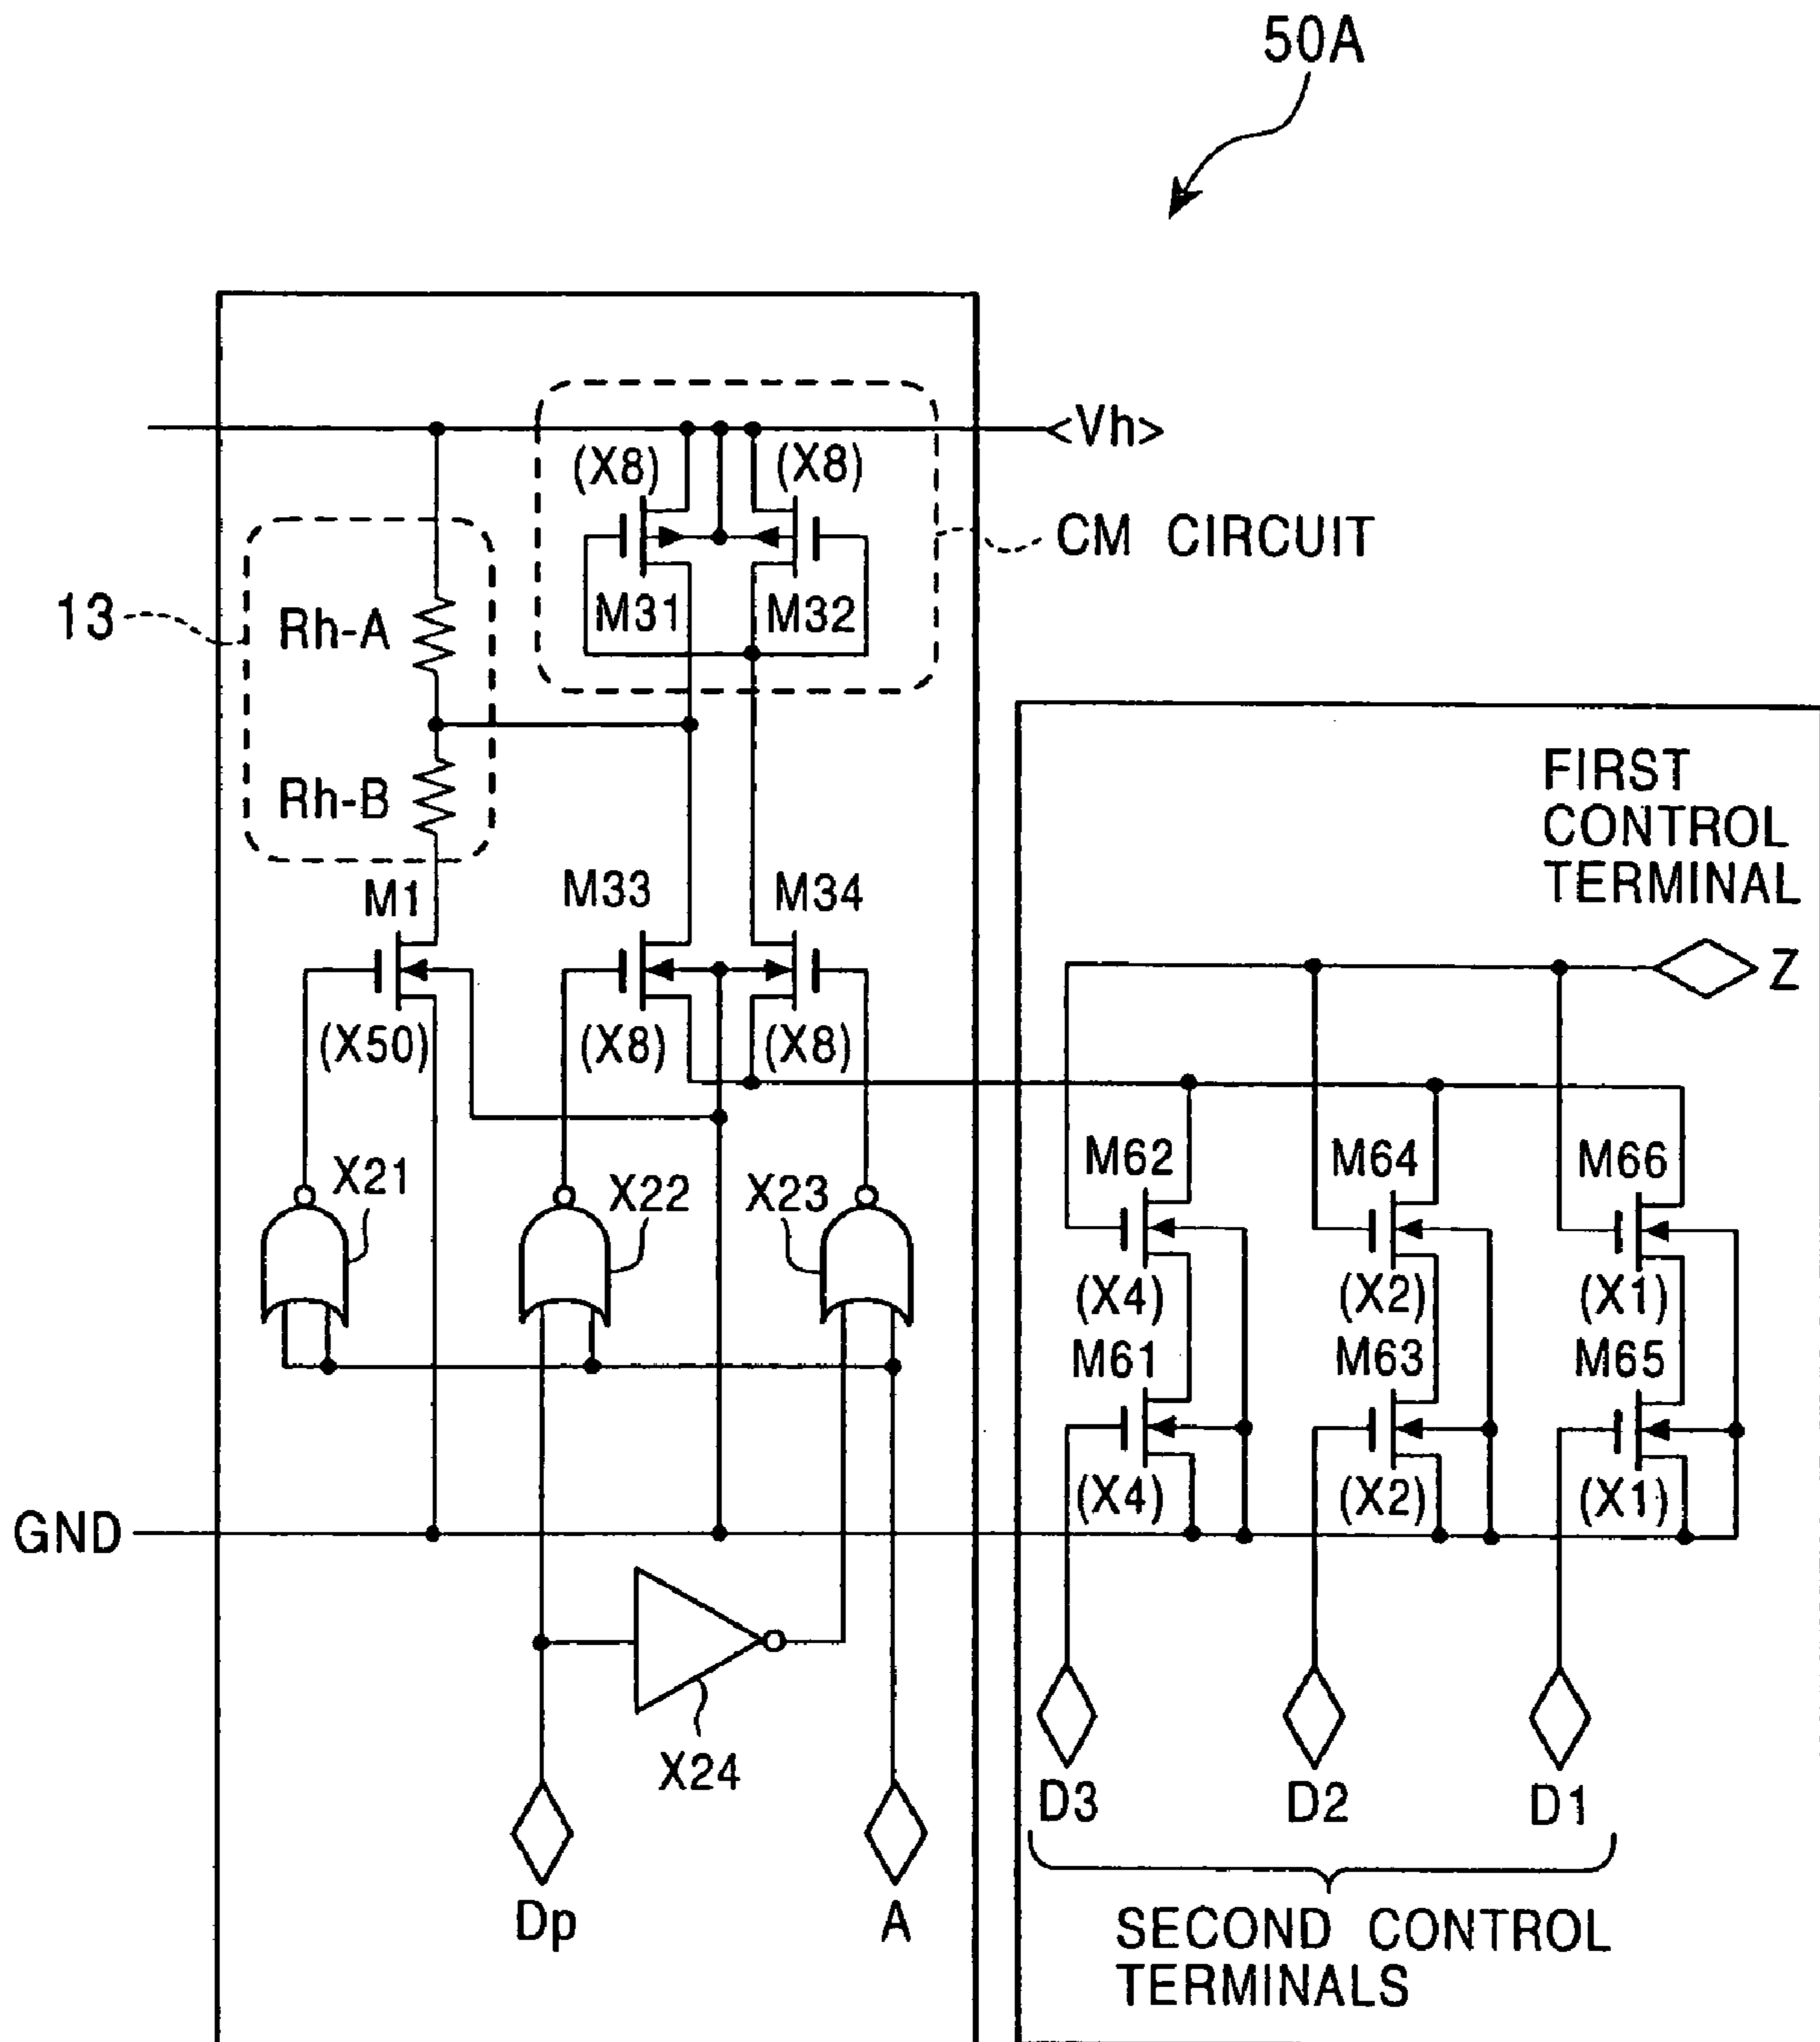 50A
<Vh>
(X8)
(X8)
CM CIRCUIT
13
Rh-A
M31
M32
Rh-B
FIRST
CONTROL
TERMINAL
M1
M33
M34
Z
(X50)
(X8)
(X8)
M62
M64
M66
X21
X22
X23
(X4)
(X2)
(X1)
M61
M63
M65
(X4)
(X2)
(X1)
GND
X24
D3
D2
D1
Dp
A
SECOND CONTROL
TERMINALS